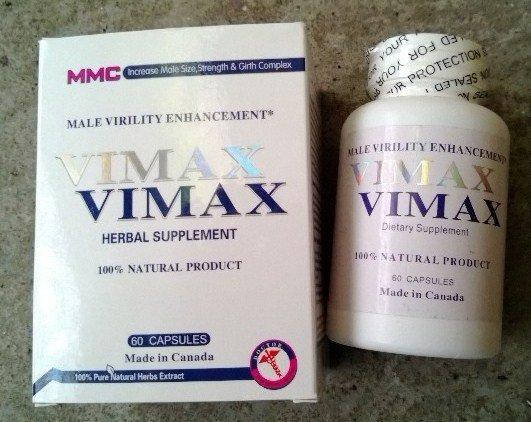 MMC Increase Male Size,Strength & Girth Complex
MALE VIRILITY ENHANCEMENT*
VIMAX
VIMAX
HERBAL SUPPLEMENT
100% NATURAL PRODUCT
60 CAPSULES
Made in Canada
100% Pure Natural Herbs Extract
DOCTOR
YOUR
FOR YOUR
PROTECTION
SEALED
MALE VIRILITY ENHANCEMENT*
VIMAX
VIMAX
Dietary Supplement
100% NATURAL PRODUCT
60 CAPSULES
Made in Canada